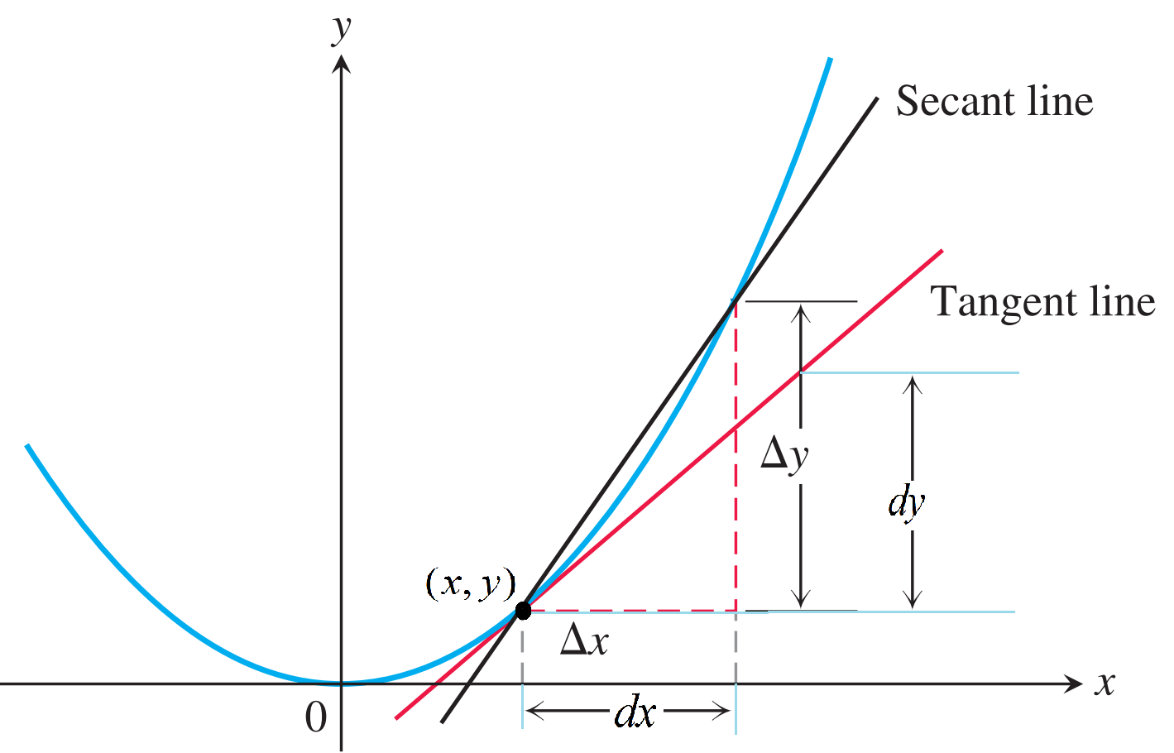 y
Secant line
Tangent line
Δy
dy
(x, y)
Δx
x
0
dx